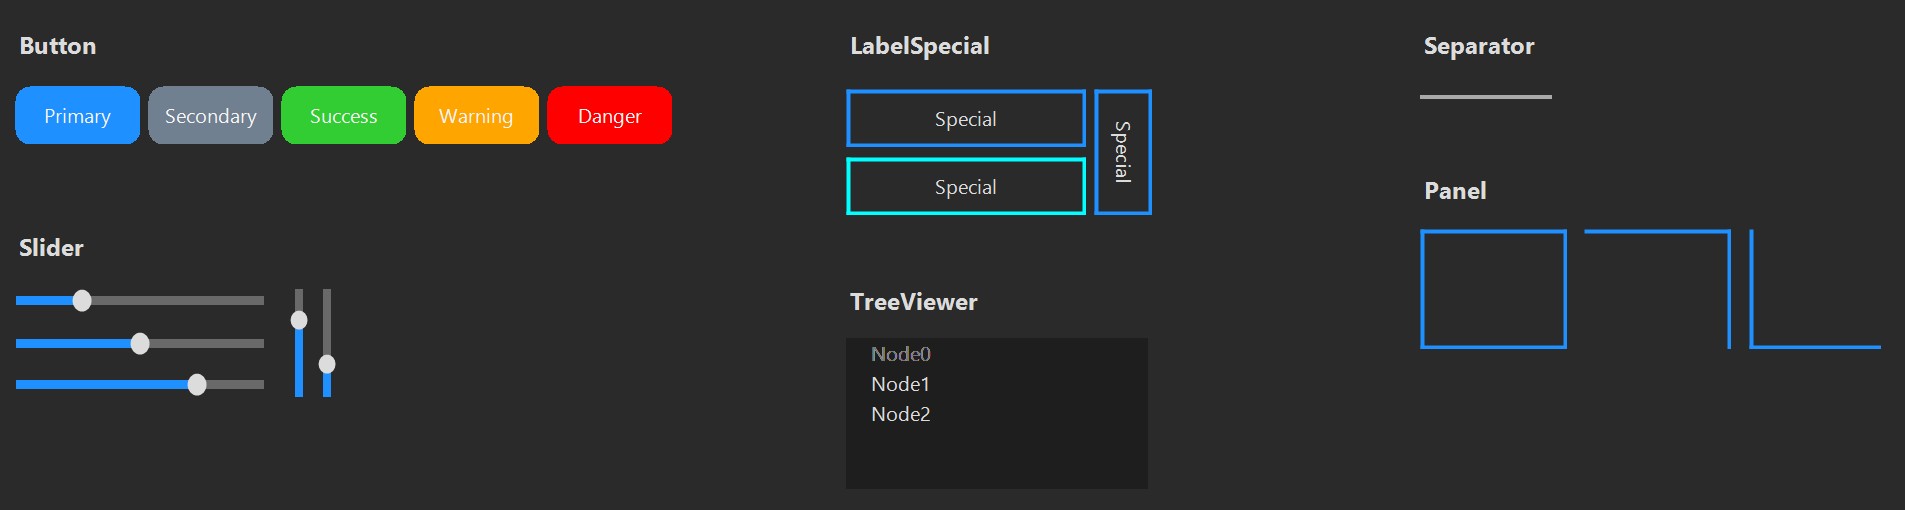 Button
Primary
Secondary
Success
Warning
Danger
Slider
LabelSpecial
Special
Special
Special
TreeViewer
Node0
Node1
Node2
Separator
Panel